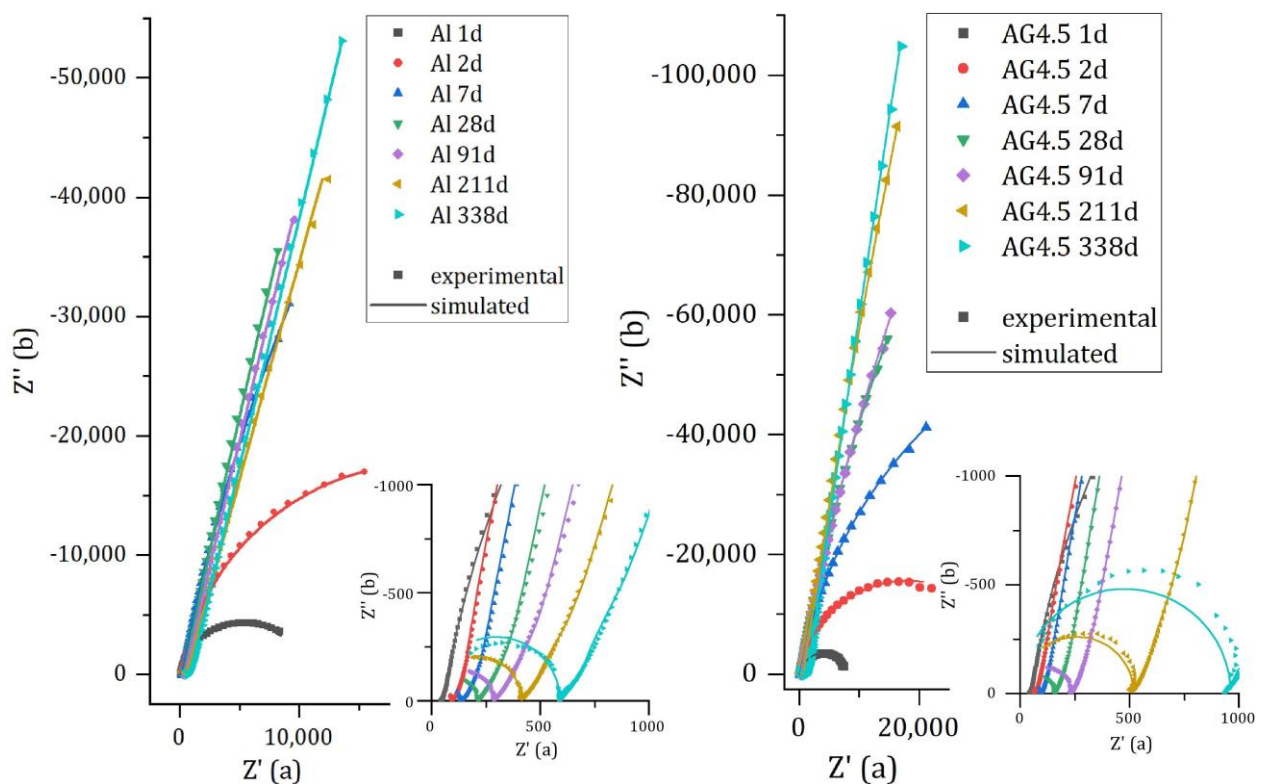 -50,000
-40,000
-30,000
-20,000
-10,000
0
Z'' (b)
0
10,000
Z' (a)
Al 1d
Al 2d
Al 7d
Al 28d
Al 91d
Al 211d
Al 338d
experimental
simulated
-1000
-500
0
Z'' (b)
0
500
1000
Z' (a)
-100,000
-80,000
-60,000
-40,000
-20,000
0
Z'' (b)
0
20,000
Z' (a)
AG4.5 1d
AG4.5 2d
AG4.5 7d
AG4.5 28d
AG4.5 91d
AG4.5 211d
AG4.5 338d
experimental
simulated
-1000
-500
0
Z'' (b)
0
500
1000
Z' (a)